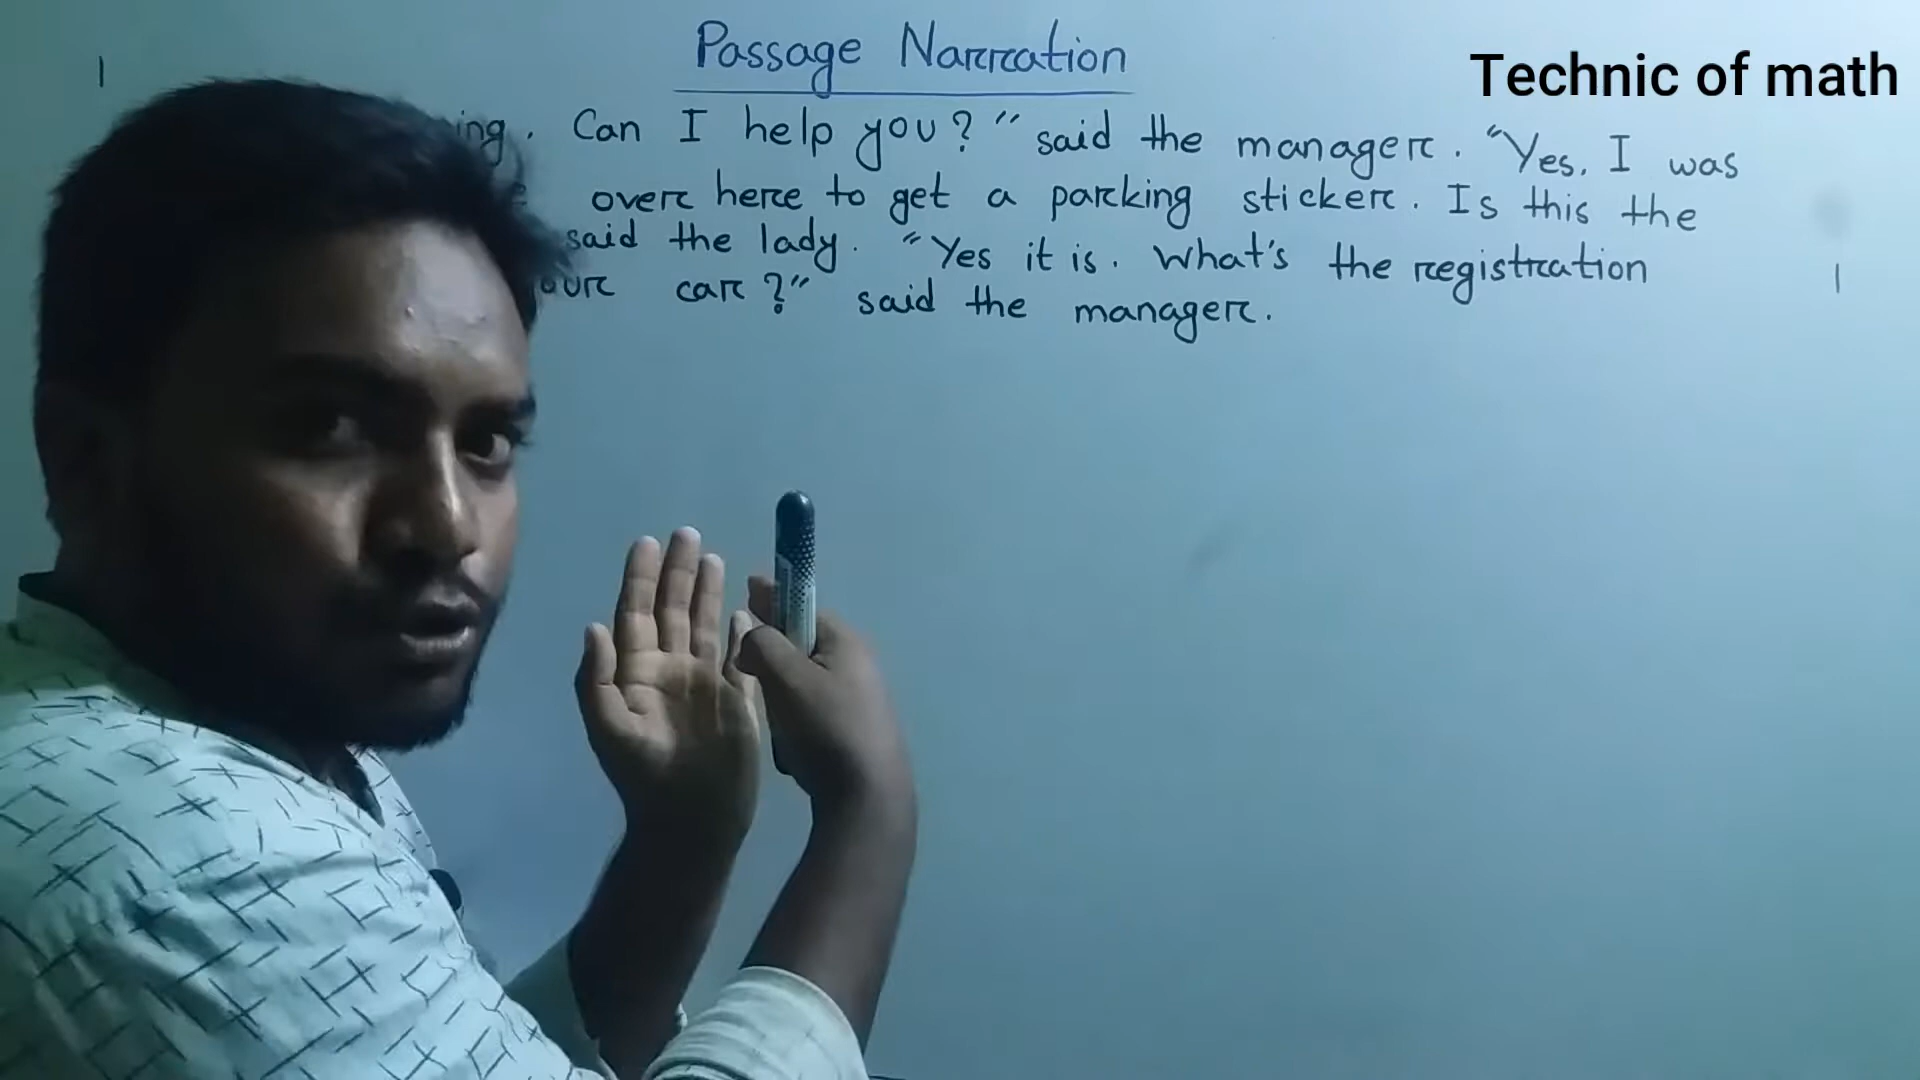 Passage Narration
Technic of math
ing. Can I help you?" said the manager. "Yes. I was
over here to get a parking sticker. Is this the
said the lady. "Yes it is. What's the registration
our car?" said the manager.